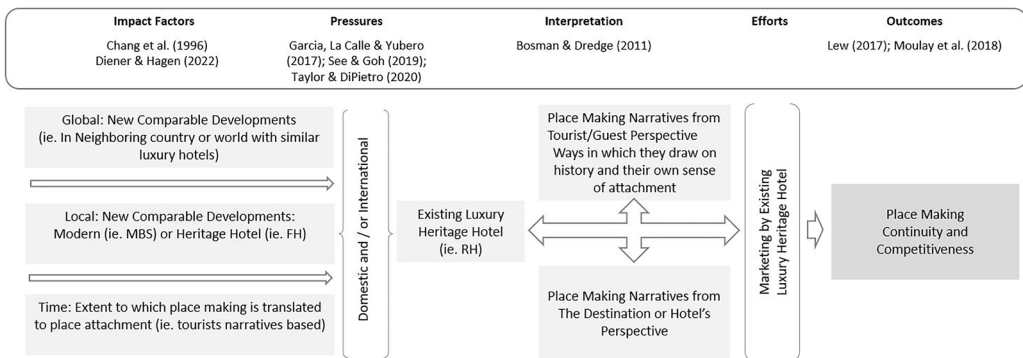 Impact Factors
Pressures
Interpretation
Efforts
Outcomes
Chang et al. (1996)
Diener & Hagen (2022)
Garcia, La Calle & Yubero
(2017); See & Goh (2019);
Taylor & DiPietro (2020)
Bosman & Dredge (2011)
Lew (2017); Moulay et al. (2018)
Global: New Comparable Developments
(ie. In Neighboring country or world with similar
luxury hotels)
Local: New Comparable Developments:
Modern (ie. MBS) or Heritage Hotel (ie. FH)
Time: Extent to which place making is translated
to place attachment (ie. tourists narratives based)
Domestic and / or International
Existing Luxury
Heritage Hotel
(ie. RH)
Place Making Narratives from
Tourist/Guest Perspective
Ways in which they draw on
history and their own sense
of attachment
Place Making Narratives from
The Destination or Hotel's
Perspective
Marketing by Existing
Luxury Heritage Hotel
Place Making
Continuity and
Competitiveness